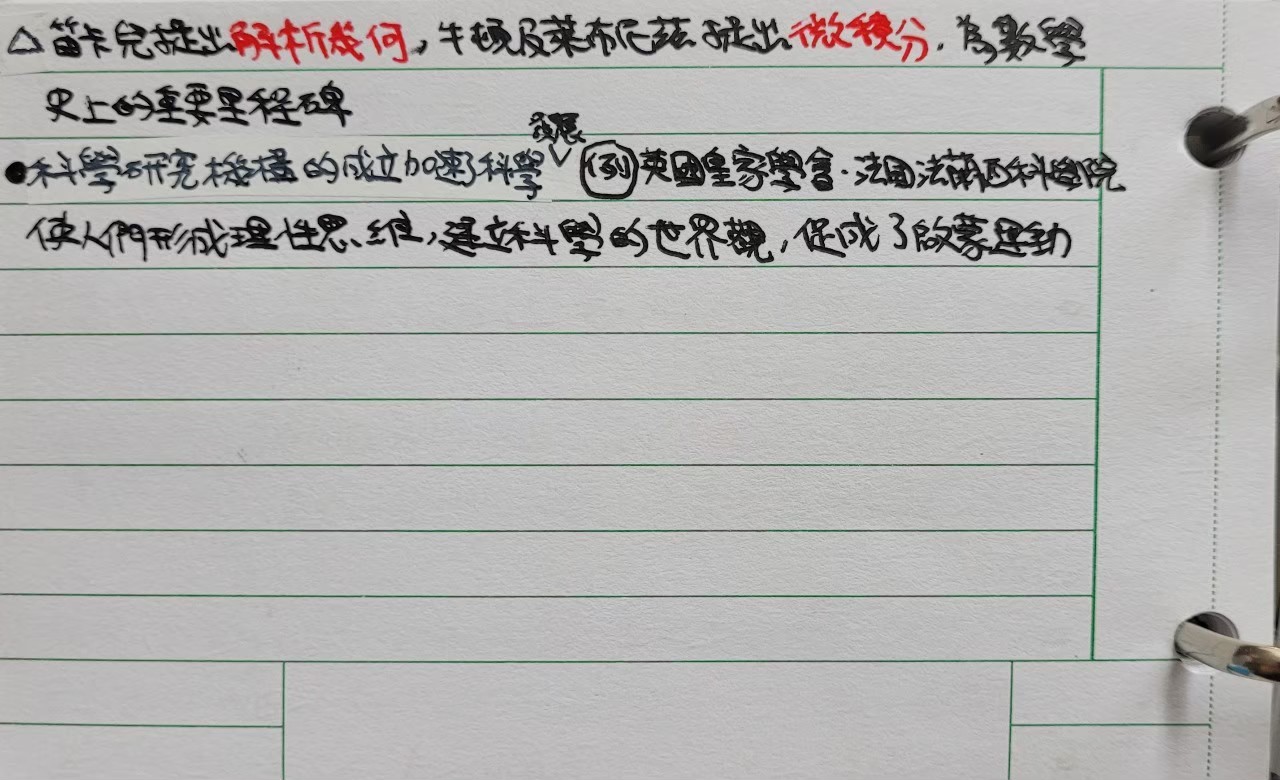 △笛卡兒提出解析幾何,牛頓及萊布尼茲提出微積分,為數學
史上的重要里程碑
發展
●科學研究機構的成立加速了科學∨ 例 英國皇家學會.法國法蘭西科學院
使人們形成理性思維,建立科學的世界觀,促成了啟蒙運動